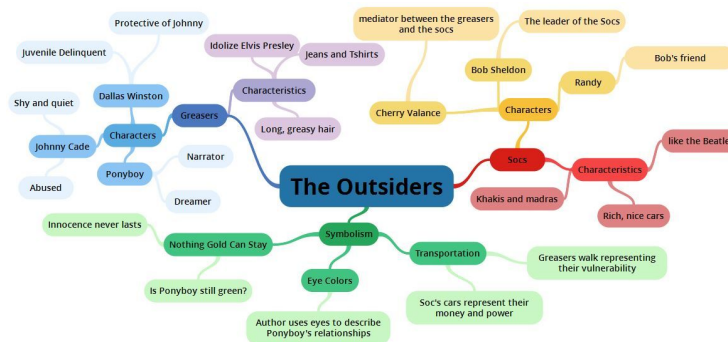 The Outsiders
Greasers
Characters
Dallas Winston
Protective of Johnny
Juvenile Delinquent
Johnny Cade
Shy and quiet
Abused
Ponyboy
Narrator
Dreamer
Characteristics
Idolize Elvis Presley
Jeans and Tshirts
Long, greasy hair
Socs
Characters
Cherry Valance
mediator between the greasers
and the socs
Bob Sheldon
The leader of the Socs
Randy
Bob's friend
Characteristics
like the Beatle
Khakis and madras
Rich, nice cars
Symbolism
Nothing Gold Can Stay
Innocence never lasts
Is Ponyboy still green?
Eye Colors
Author uses eyes to describe
Ponyboy's relationships
Transportation
Greasers walk representing
their vulnerability
Soc's cars represent their
money and power